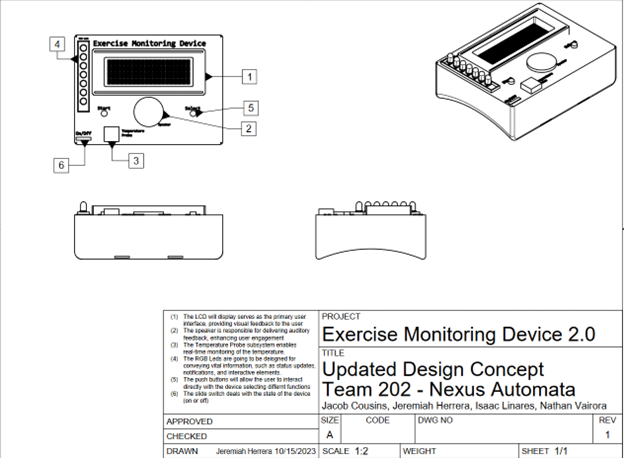 4
Exercise Monitoring Device
1
Start
Select
5
Speaker
2
On/Off
Temperature
Probe
6
3
(1) The LCD will display serves as the primary user
interface, providing visual feedback to the user
(2) The speaker is responsible for delivering auditory
feedback, enhancing user engagement
(3) The Temperature Probe subsystem enables
real-time monitoring of the temperature.
(4) The RGB Leds are going to be designed for
conveying vital information, such as status updates,
notifications, and interactive elements.
(5) The push buttons will allow the user to interact
directly with the device selecting differnt functions
(6) The slide switch deals with the state of the device
(on or off)
PROJECT
Exercise Monitoring Device 2.0
TITLE
Updated Design Concept
Team 202 - Nexus Automata
Jacob Cousins, Jeremiah Herrera, Isaac Linares, Nathan Vairora
APPROVED
SIZE CODE DWG NO REV
A 1
CHECKED
DRAWN Jeremiah Herrera 10/15/2023 SCALE 1:2 WEIGHT SHEET 1/1